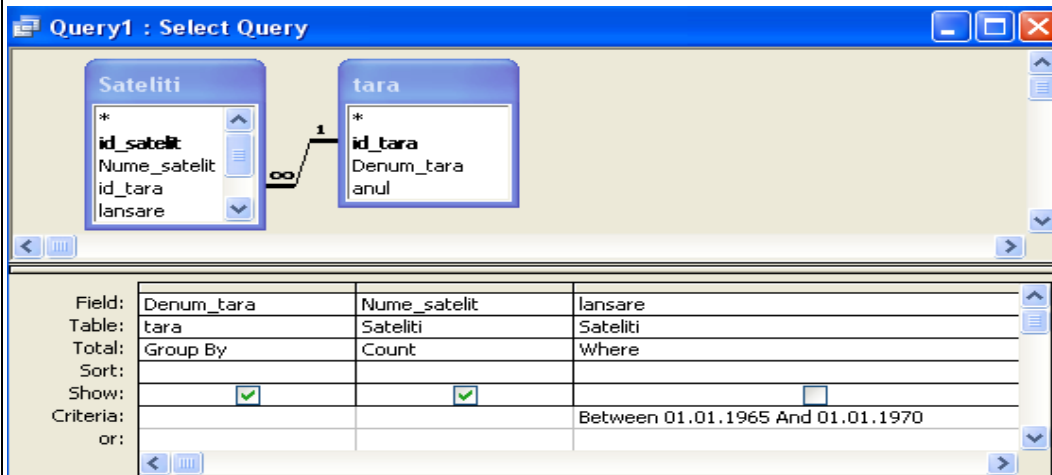 Query1 : Select Query
Sateliti
*
id_satelit
Nume_satelit
id_tara
lansare
∞
1
tara
*
id_tara
Denum_tara
anul
Field: Denum_tara Nume_satelit lansare
Table: tara Sateliti Sateliti
Total: Group By Count Where
Sort:
Show:
Criteria: Between 01.01.1965 And 01.01.1970
or: